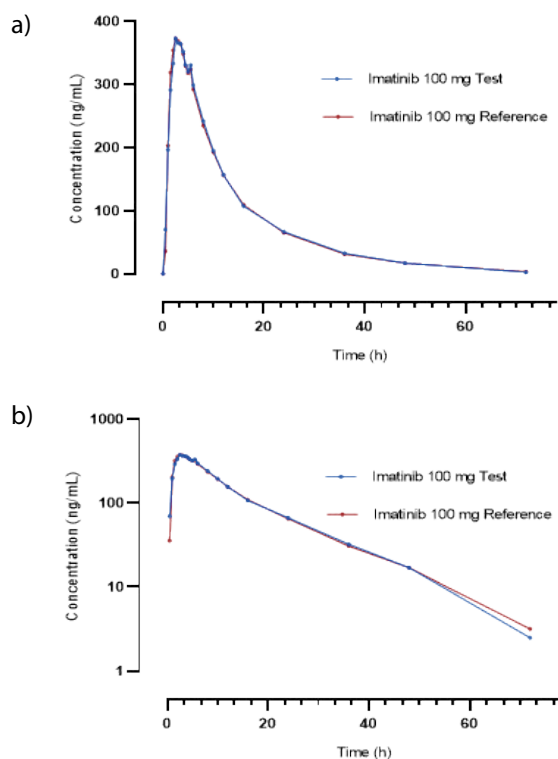 a)
400
300
200
100
0
Concentration (ng/mL)
Imatinib 100 mg Test
Imatinib 100 mg Reference
0 20 40 60
Time (h)
b)
1000
100
10
1
Concentration (ng/mL)
Imatinib 100 mg Test
Imatinib 100 mg Reference
0 20 40 60
Time (h)